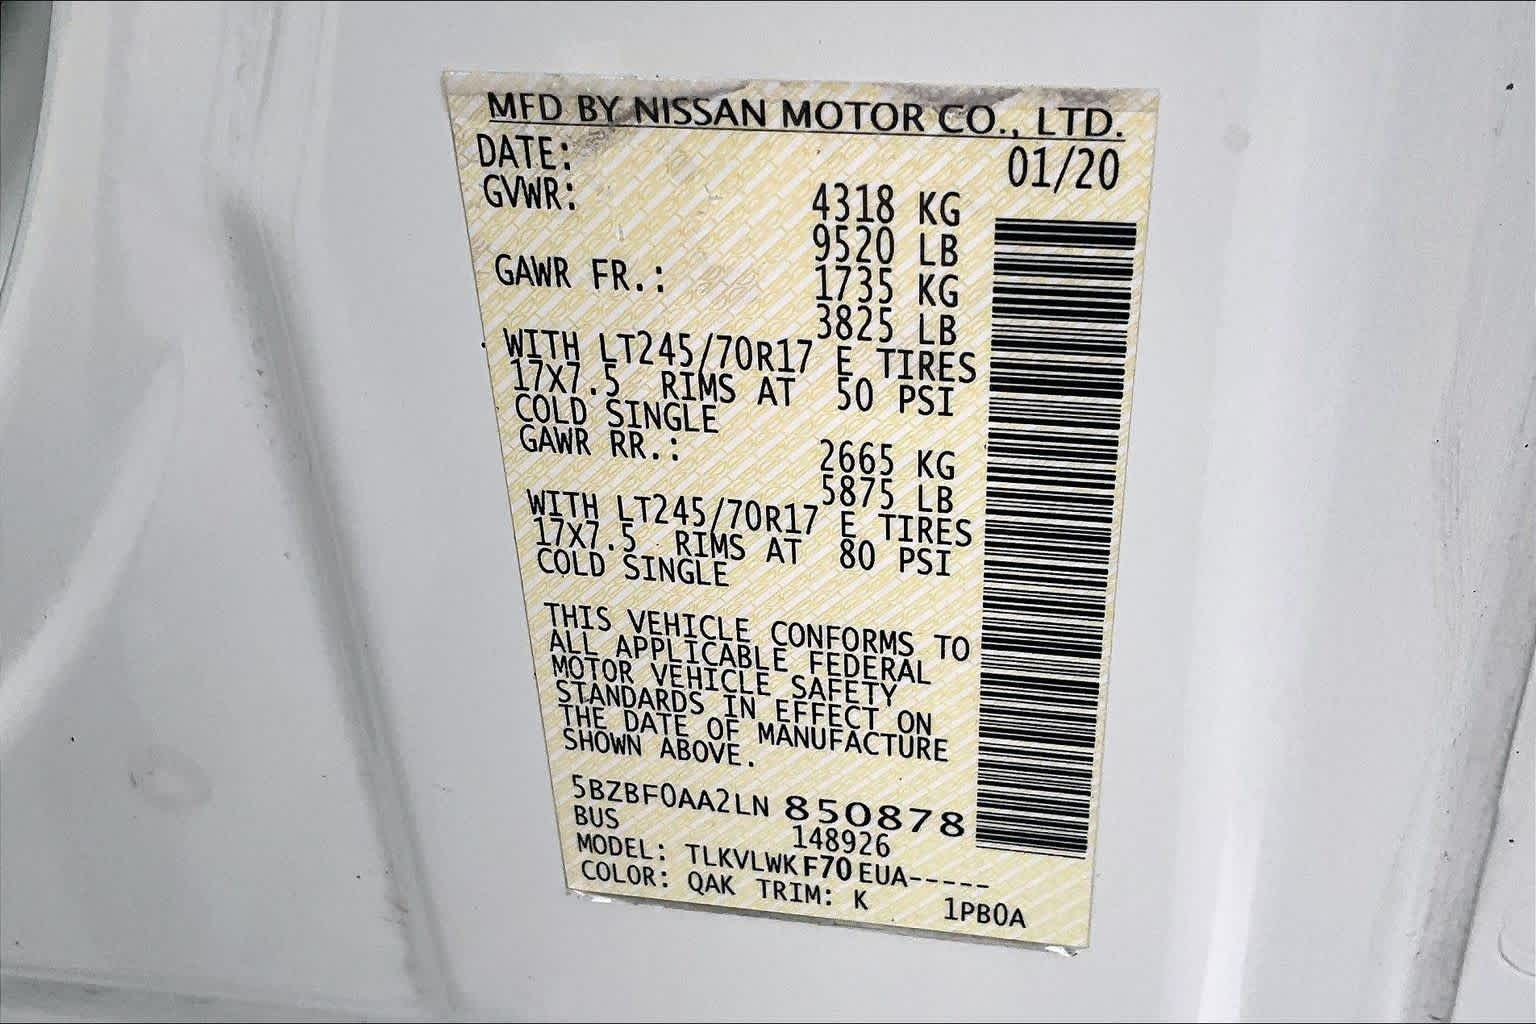 MFD BY NISSAN MOTOR CO., LTD.
DATE: 01/20
GVWR: 4318 KG
9520 LB
GAWR FR.: 1735 KG
3825 LB
WITH LT245/70R17 E TIRES
17X7.5 RIMS AT 50 PSI
COLD SINGLE
GAWR RR.: 2665 KG
5875 LB
WITH LT245/70R17 E TIRES
17X7.5 RIMS AT 80 PSI
COLD SINGLE
THIS VEHICLE CONFORMS TO
ALL APPLICABLE FEDERAL
MOTOR VEHICLE SAFETY
STANDARDS IN EFFECT ON
THE DATE OF MANUFACTURE
SHOWN ABOVE.
5BZBF0AA2LN 850878
BUS 148926
MODEL: TLKVLWK F70 EUA-----
COLOR: QAK TRIM: K 1PB0A